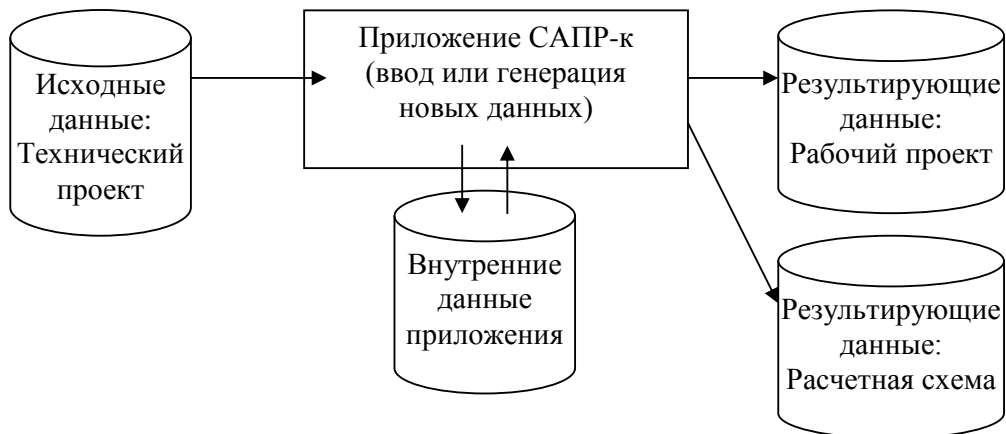 Исходные
данные:
Технический
проект
Приложение САПР-к
(ввод или генерация
новых данных)
Внутренние
данные
приложения
Результирующие
данные:
Рабочий проект
Результирующие
данные:
Расчетная схема